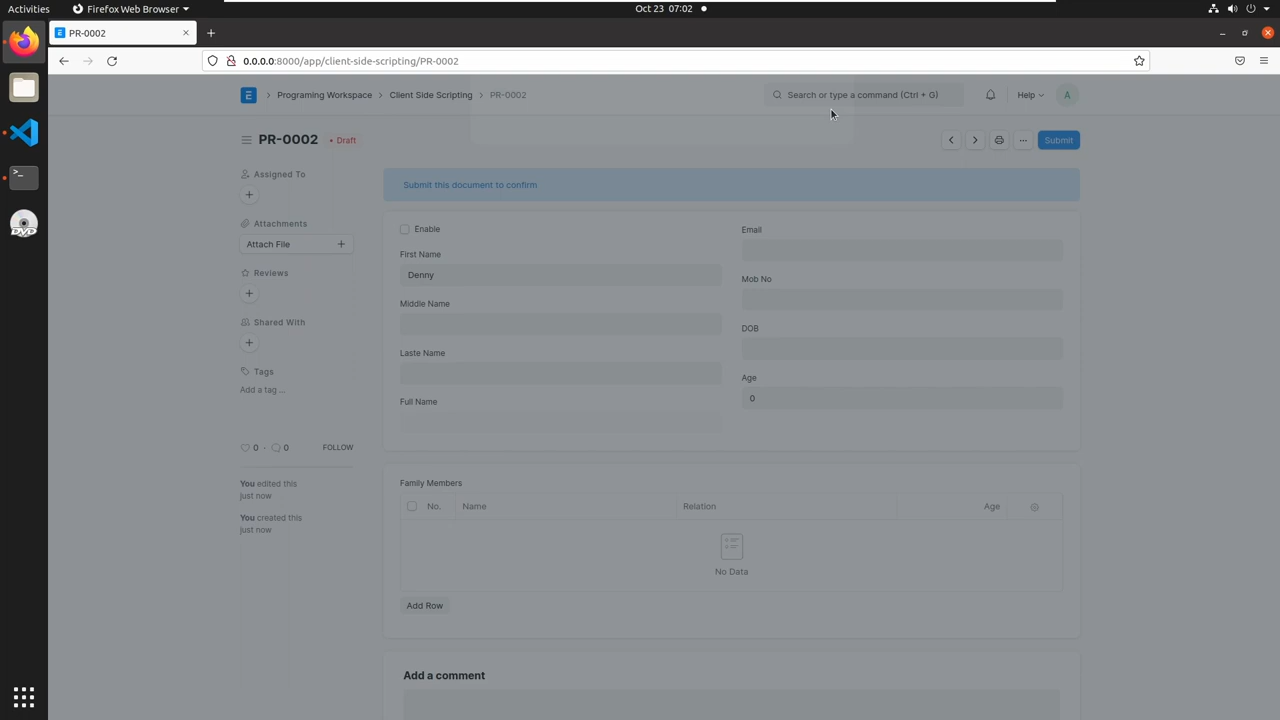 Activities
Firefox Web Browser
Oct 23 07:02
PR-0002
0.0.0.0:8000/app/client-side-scripting/PR-0002
E
Programing Workspace
Client Side Scripting
PR-0002
Search or type a command (Ctrl + G)
Help
A
PR-0002
Draft
Submit
Assigned To
Submit this document to confirm
Attachments
Attach File
Reviews
Shared With
Tags
Add a tag ...
0 · 0 FOLLOW
You edited this
just now
You created this
just now
Enable
First Name
Denny
Middle Name
Laste Name
Full Name
Email
Mob No
DOB
Age
0
Family Members
No. Name Relation Age
No Data
Add Row
Add a comment
DVD